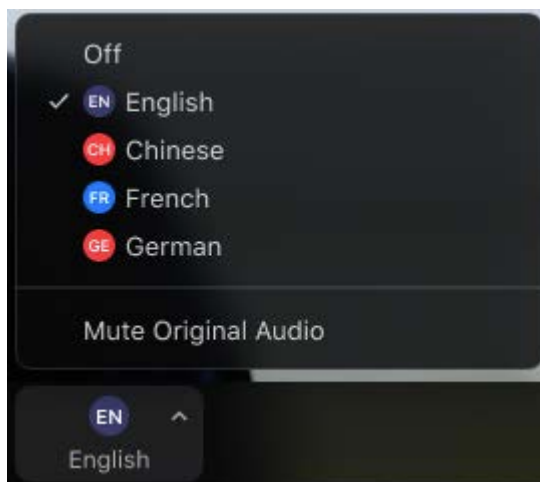 Off
EN English
CH Chinese
FR French
GE German
Mute Original Audio
EN
English